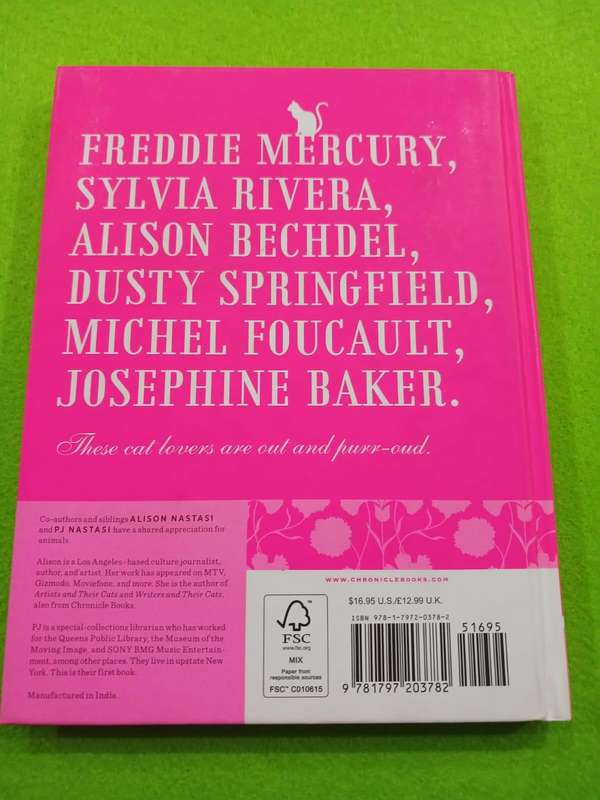 FREDDIE MERCURY,
SYLVIA RIVERA,
ALISON BECHDEL,
DUSTY SPRINGFIELD,
MICHEL FOUCAULT,
JOSEPHINE BAKER.
These cat lovers are out and purr-oud.
Co-authors and siblings ALISON NASTASI
and PJ NASTASI have a shared appreciation for
animals.
Alison is a Los Angeles-based culture journalist,
author, and artist. Her work has appeared on MTV,
Gizmodo, Moviefone, and more. She is the author of
Artists and Their Cats and Writers and Their Cats,
also from Chronicle Books.
PJ is a special-collections librarian who has worked
for the Queens Public Library, the Museum of the
Moving Image, and SONY BMG Music Entertain-
ment, among other places. They live in upstate New
York. This is their first book.
Manufactured in India.
WWW.CHRONICLEBOOKS.COM
FSC
www.fsc.org
MIX
Paper from
responsible sources
FSC™ C010615
$16.95 U.S./£12.99 U.K.
ISBN 978-1-7972-0378-2
51695
9 781797 203782